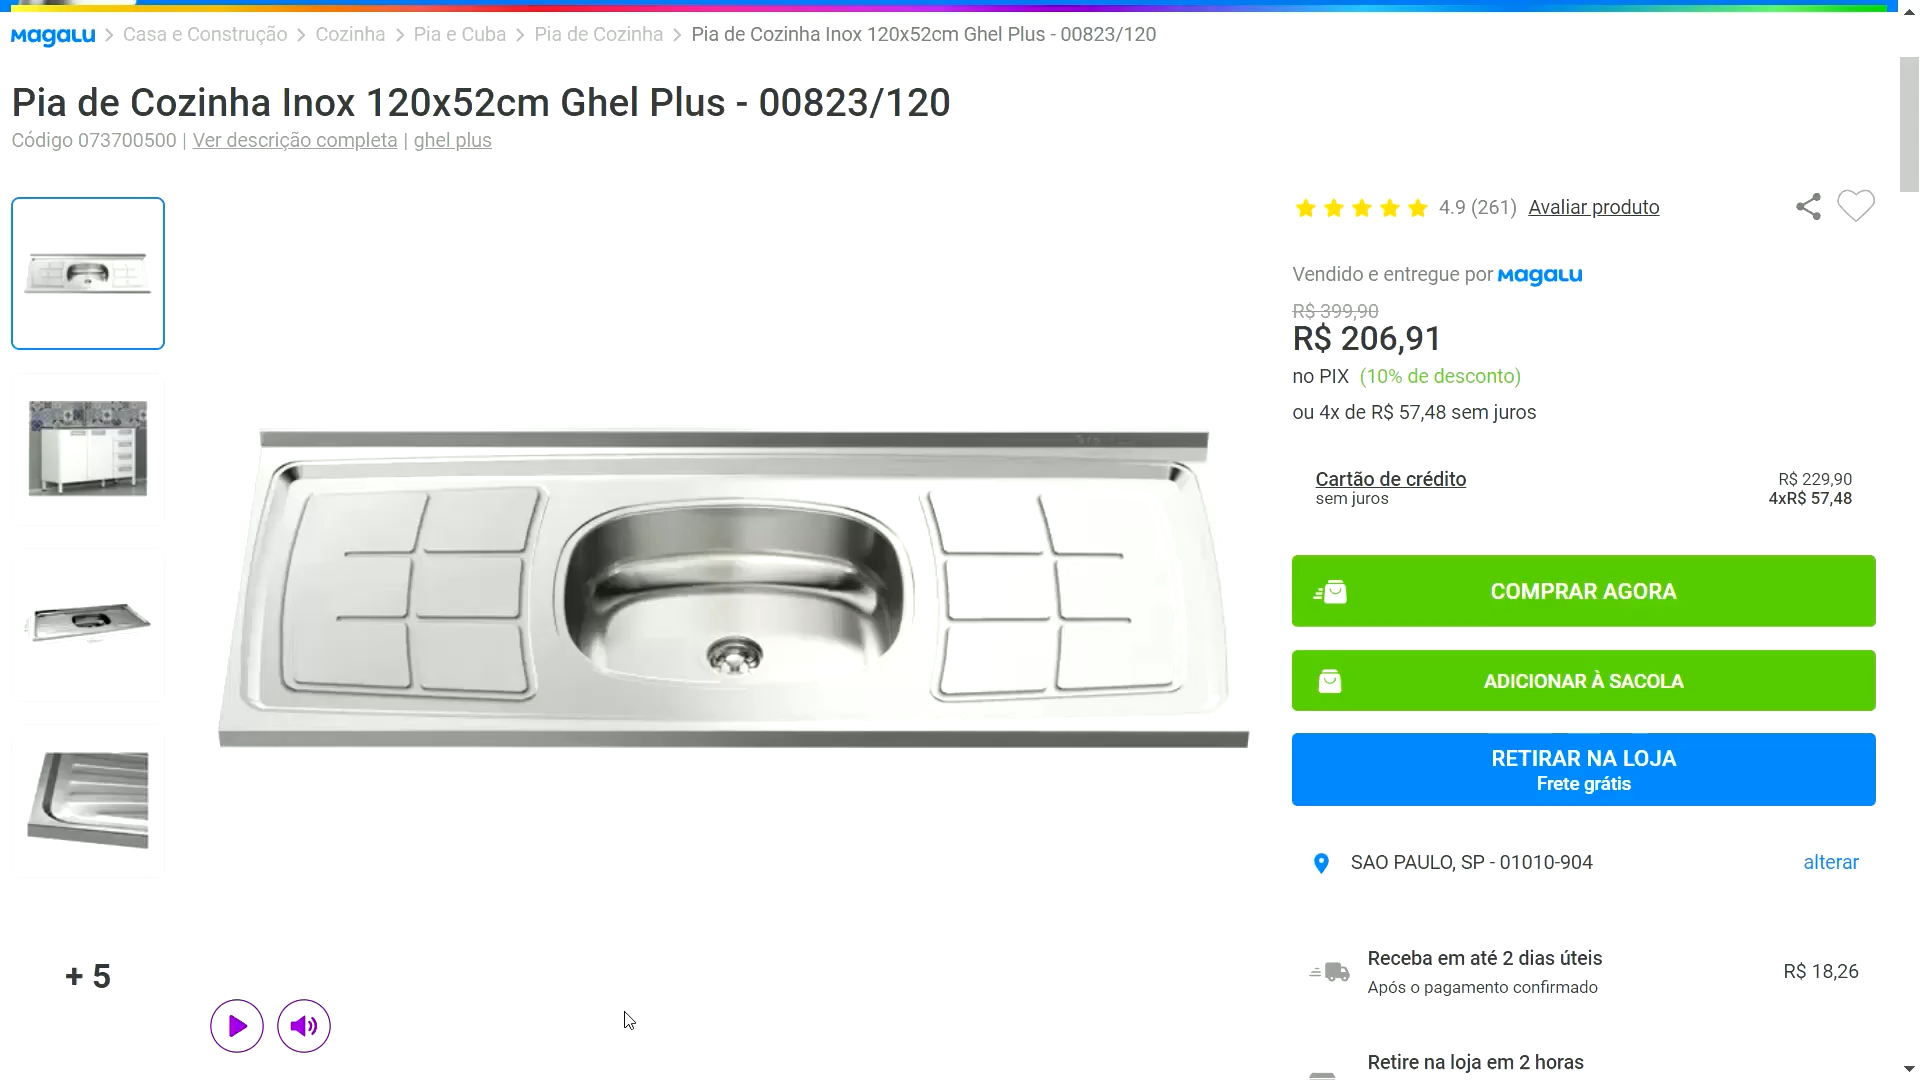 Magalu > Casa e Construção > Cozinha > Pia e Cuba > Pia de Cozinha > Pia de Cozinha Inox 120x52cm Ghel Plus - 00823/120
Pia de Cozinha Inox 120x52cm Ghel Plus - 00823/120
Código 073700500 | Ver descrição completa | ghel plus
4.9 (261) Avaliar produto
Vendido e entregue por Magalu
R$ 399,90
R$ 206,91
no PIX (10% de desconto)
ou 4x de R$ 57,48 sem juros
Cartão de crédito R$ 229,90
sem juros 4xR$ 57,48
COMPRAR AGORA
ADICIONAR À SACOLA
RETIRAR NA LOJA
Frete grátis
SAO PAULO, SP - 01010-904 alterar
Receba em até 2 dias úteis R$ 18,26
Após o pagamento confirmado
+ 5
Retire na loja em 2 horas